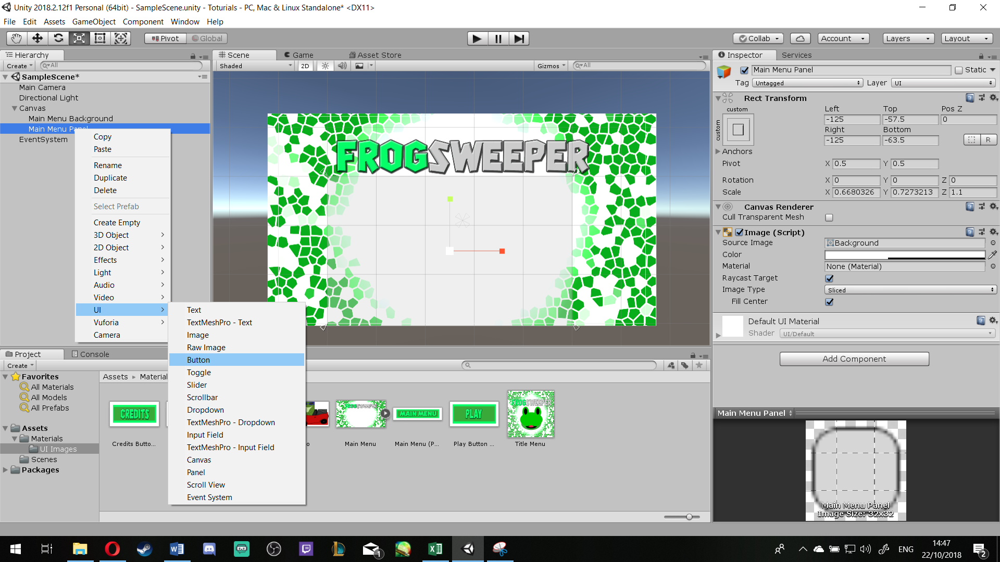 Unity 2018.2.12f1 Personal (64bit) - SampleScene.unity - Toturials - PC, Mac & Linux Standalone* <DX11>
File Edit Assets GameObject Component Window Help
Pivot Global Collab Account Layers Layout
Hierarchy
Create All
SampleScene*
Main Camera
Directional Light
Canvas
Main Menu Background
Main Menu Panel
EventSystem
Copy
Paste
Rename
Duplicate
Delete
Select Prefab
Create Empty
3D Object
2D Object
Effects
Light
Audio
Video
UI
Vuforia
Camera
Text
TextMeshPro - Text
Image
Raw Image
Button
Toggle
Slider
Scrollbar
Dropdown
TextMeshPro - Dropdown
Input Field
TextMeshPro - Input Field
Canvas
Panel
Scroll View
Event System
Scene Game Asset Store
Shaded 2D Gizmos All
FROGSWEEPER
Inspector Services
Main Menu Panel Static
Tag Untagged Layer UI
Rect Transform
custom Left Top Pos Z
custom
-125 -57.5 0
Right Bottom
-125 -63.5 R
Anchors
Pivot X 0.5 Y 0.5
Rotation X 0 Y 0 Z 0
Scale X 0.6680326 Y 0.7273213 Z 1.1
Canvas Renderer
Cull Transparent Mesh
Image (Script)
Source Image Background
Color
Material None (Material)
Raycast Target
Image Type Sliced
Fill Center
Default UI Material
Shader UI/Default
Add Component
Project Console
Create
Favorites
All Materials
All Models
All Prefabs
Assets
Materials
UI Images
Scenes
Packages
Assets Material
CREDITS FROGSWEEPER MAIN MENU PLAY FROGSWEEPER
Credits Butto... Main Menu Main Menu (P... Play Button ... Title Menu
Main Menu Panel
Main Menu Panel
Image Size: 32x32
1
ENG
14:47
22/10/2018
2